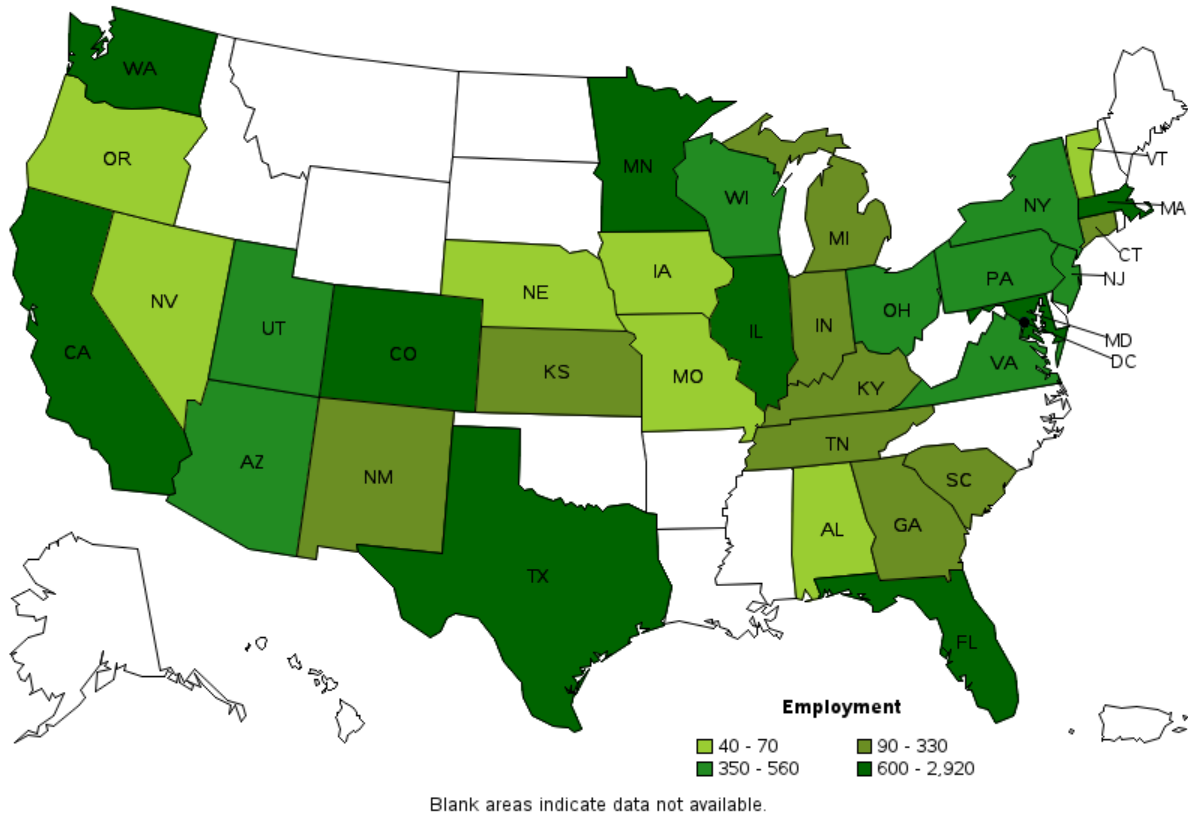 WA
OR
MN
VT
WI
NY
MA
MI
CT
IA
PA
NJ
NE
NV
OH
IL
IN
UT
MD
CO
CA
DC
VA
KS
MO
KY
TN
AZ
NM
SC
GA
AL
TX
FL
Employment
40 - 70 90 - 330
350 - 560 600 - 2,920
Blank areas indicate data not available.